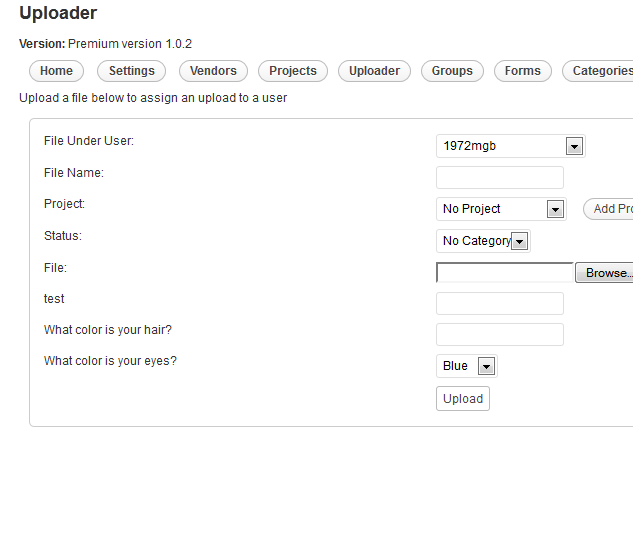 Uploader
Version: Premium version 1.0.2
Home Settings Vendors Projects Uploader Groups Forms Categories
Upload a file below to assign an upload to a user
File Under User: 1972mgb
File Name:
Project: No Project Add Pro
Status: No Category
File: Browse...
test
What color is your hair?
What color is your eyes? Blue
Upload